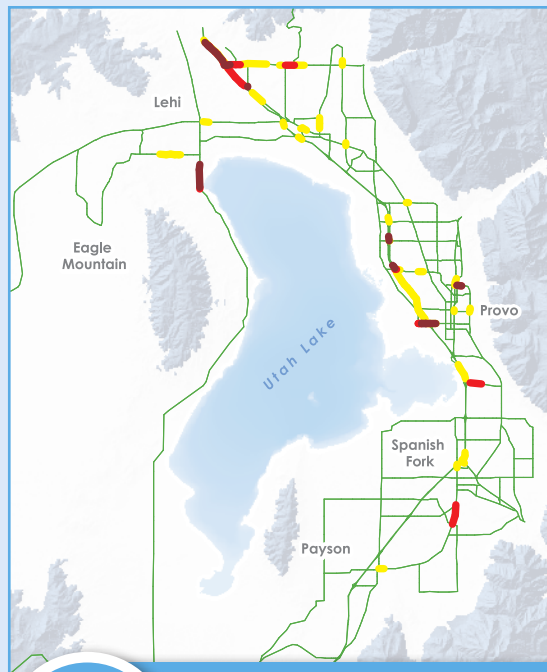 Lehi
Eagle
Mountain
Utah Lake
Provo
Spanish
Fork
Payson